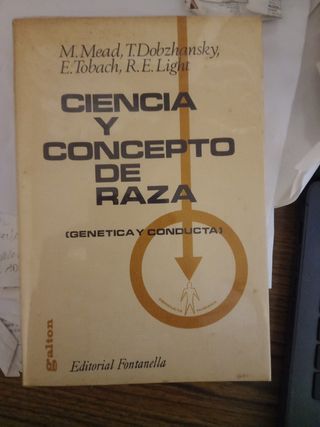 M. Mead, T. Dobzhansky,
E. Tobach, R. E. Light
CIENCIA
Y
CONCEPTO
DE
RAZA
(GENETICA Y CONDUCTA)
galton
Editorial Fontanella